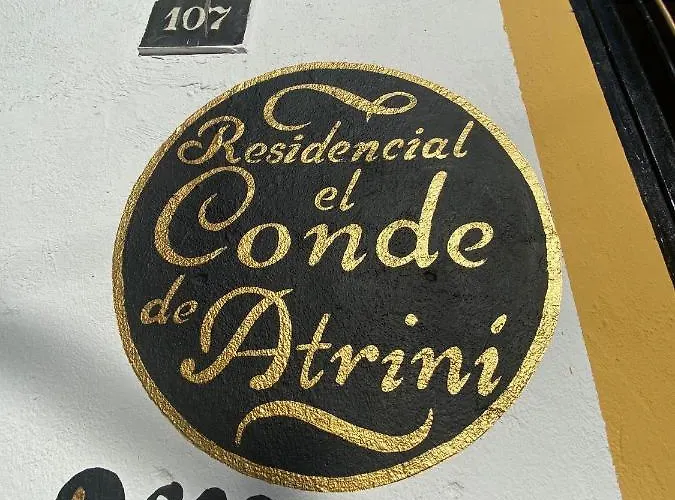 107
Residencial
el
Conde
de Atrini